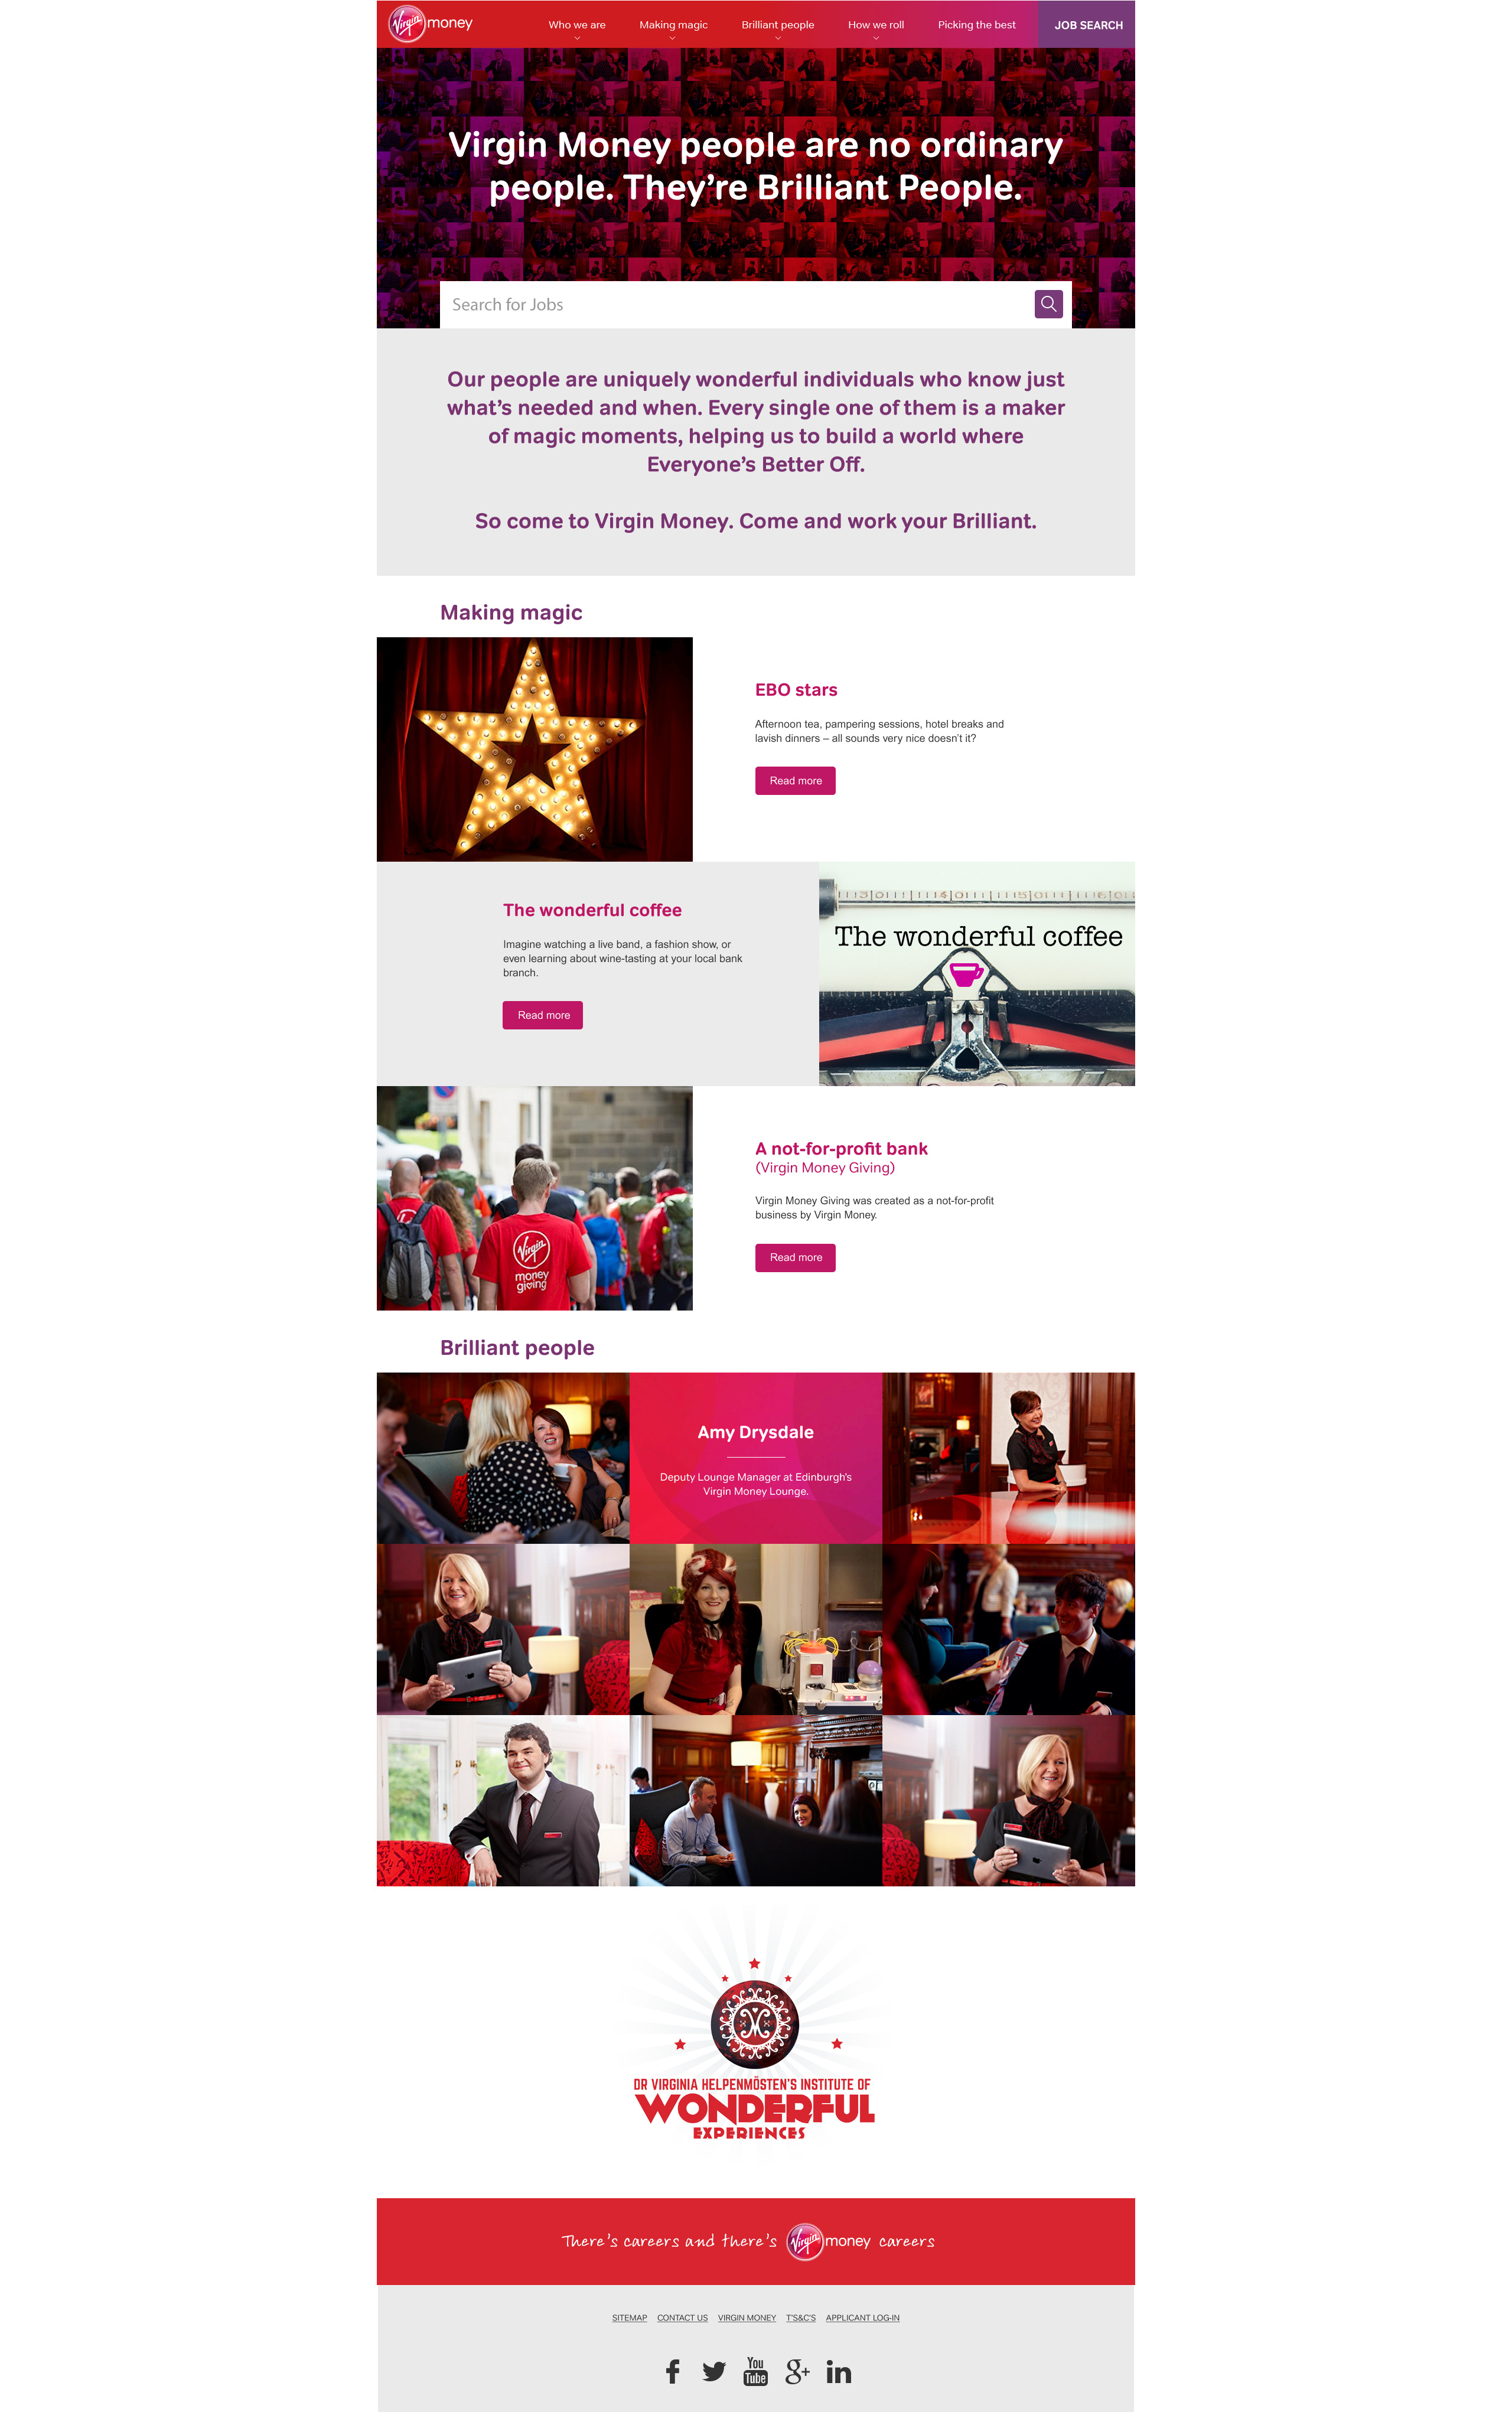 Virgin money
Who we are
Making magic
Brilliant people
How we roll
Picking the best
JOB SEARCH
Virgin Money people are no ordinary
people. They’re Brilliant People.
Search for Jobs
Our people are uniquely wonderful individuals who know just
what’s needed and when. Every single one of them is a maker
of magic moments, helping us to build a world where
Everyone’s Better Off.
So come to Virgin Money. Come and work your Brilliant.
Making magic
EBO stars
Afternoon tea, pampering sessions, hotel breaks and
lavish dinners – all sounds very nice doesn’t it?
Read more
The wonderful coffee
Imagine watching a live band, a fashion show, or
even learning about wine-tasting at your local bank
branch.
Read more
The wonderful coffee
A not-for-profit bank
(Virgin Money Giving)
Virgin Money Giving was created as a not-for-profit
business by Virgin Money.
Read more
Virgin
money
giving
Brilliant people
Amy Drysdale
Deputy Lounge Manager at Edinburgh’s
Virgin Money Lounge.
DR VIRGINIA HELPENMÖSTEN’S INSTITUTE OF
WONDERFUL
EXPERIENCES
There’s careers and there’s Virgin money careers
SITEMAP CONTACT US VIRGIN MONEY T’S&C’S APPLICANT LOG-IN
You
Tube